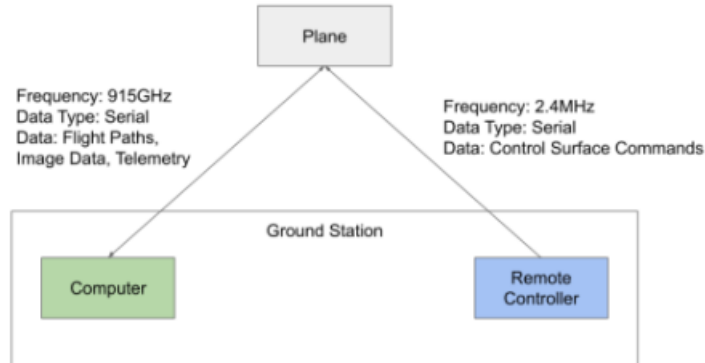 Plane
Frequency: 915GHz
Data Type: Serial
Data: Flight Paths,
Image Data, Telemetry
Frequency: 2.4MHz
Data Type: Serial
Data: Control Surface Commands
Ground Station
Computer
Remote
Controller